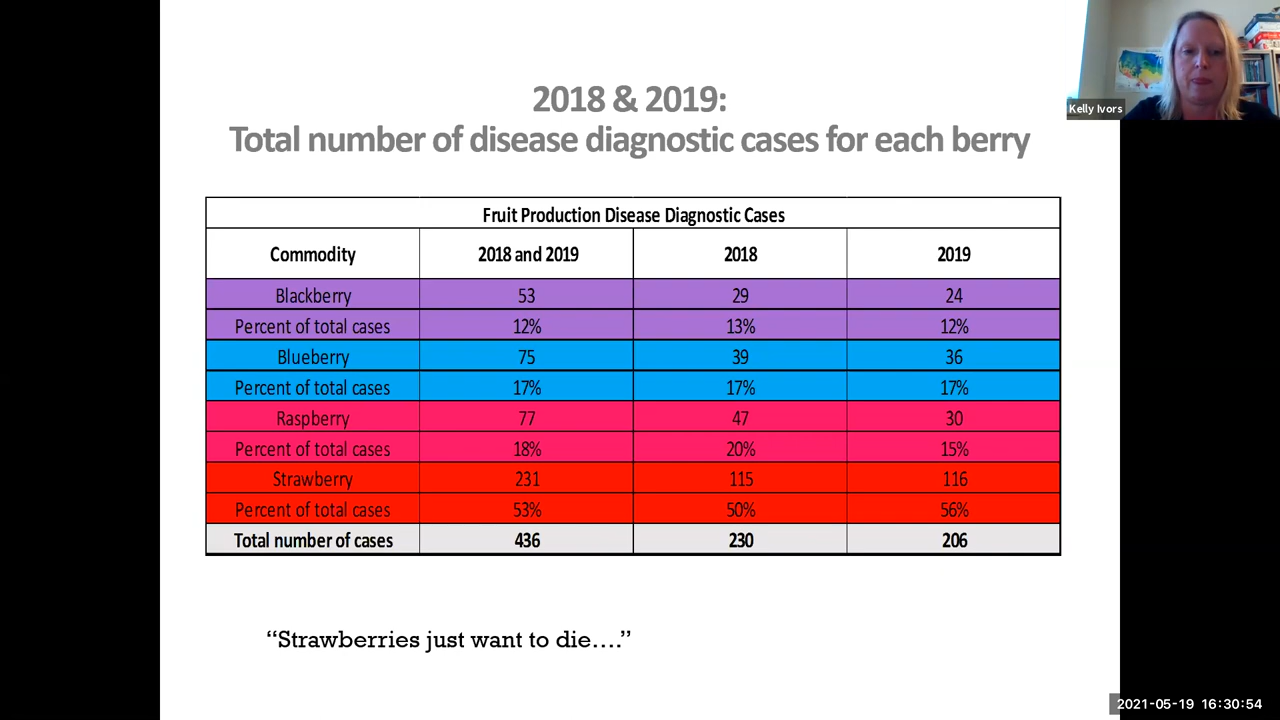 2018 & 2019:
Total number of disease diagnostic cases for each berry
Kelly Ivors
Fruit Production Disease Diagnostic Cases
Commodity 2018 and 2019 2018 2019
Blackberry 53 29 24
Percent of total cases 12% 13% 12%
Blueberry 75 39 36
Percent of total cases 17% 17% 17%
Raspberry 77 47 30
Percent of total cases 18% 20% 15%
Strawberry 231 115 116
Percent of total cases 53% 50% 56%
Total number of cases 436 230 206
“Strawberries just want to die....”
2021-05-19 16:30:54